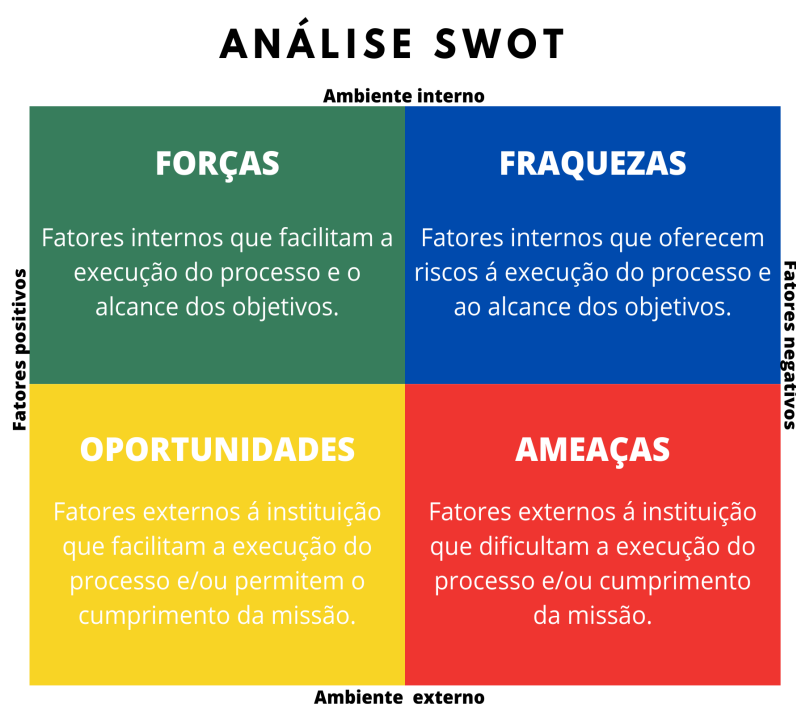 ANÁLISE SWOT
Ambiente interno
FORÇAS
Fatores internos que facilitam a
execução do processo e o
alcance dos objetivos.
FRAQUEZAS
Fatores internos que oferecem
riscos á execução do processo e
ao alcance dos objetivos.
Fatores positivos
Fatores negativos
OPORTUNIDADES
Fatores externos á instituição
que facilitam a execução do
processo e/ou permitem o
cumprimento da missão.
AMEAÇAS
Fatores externos á instituição
que dificultam a execução do
processo e/ou cumprimento
da missão.
Ambiente externo